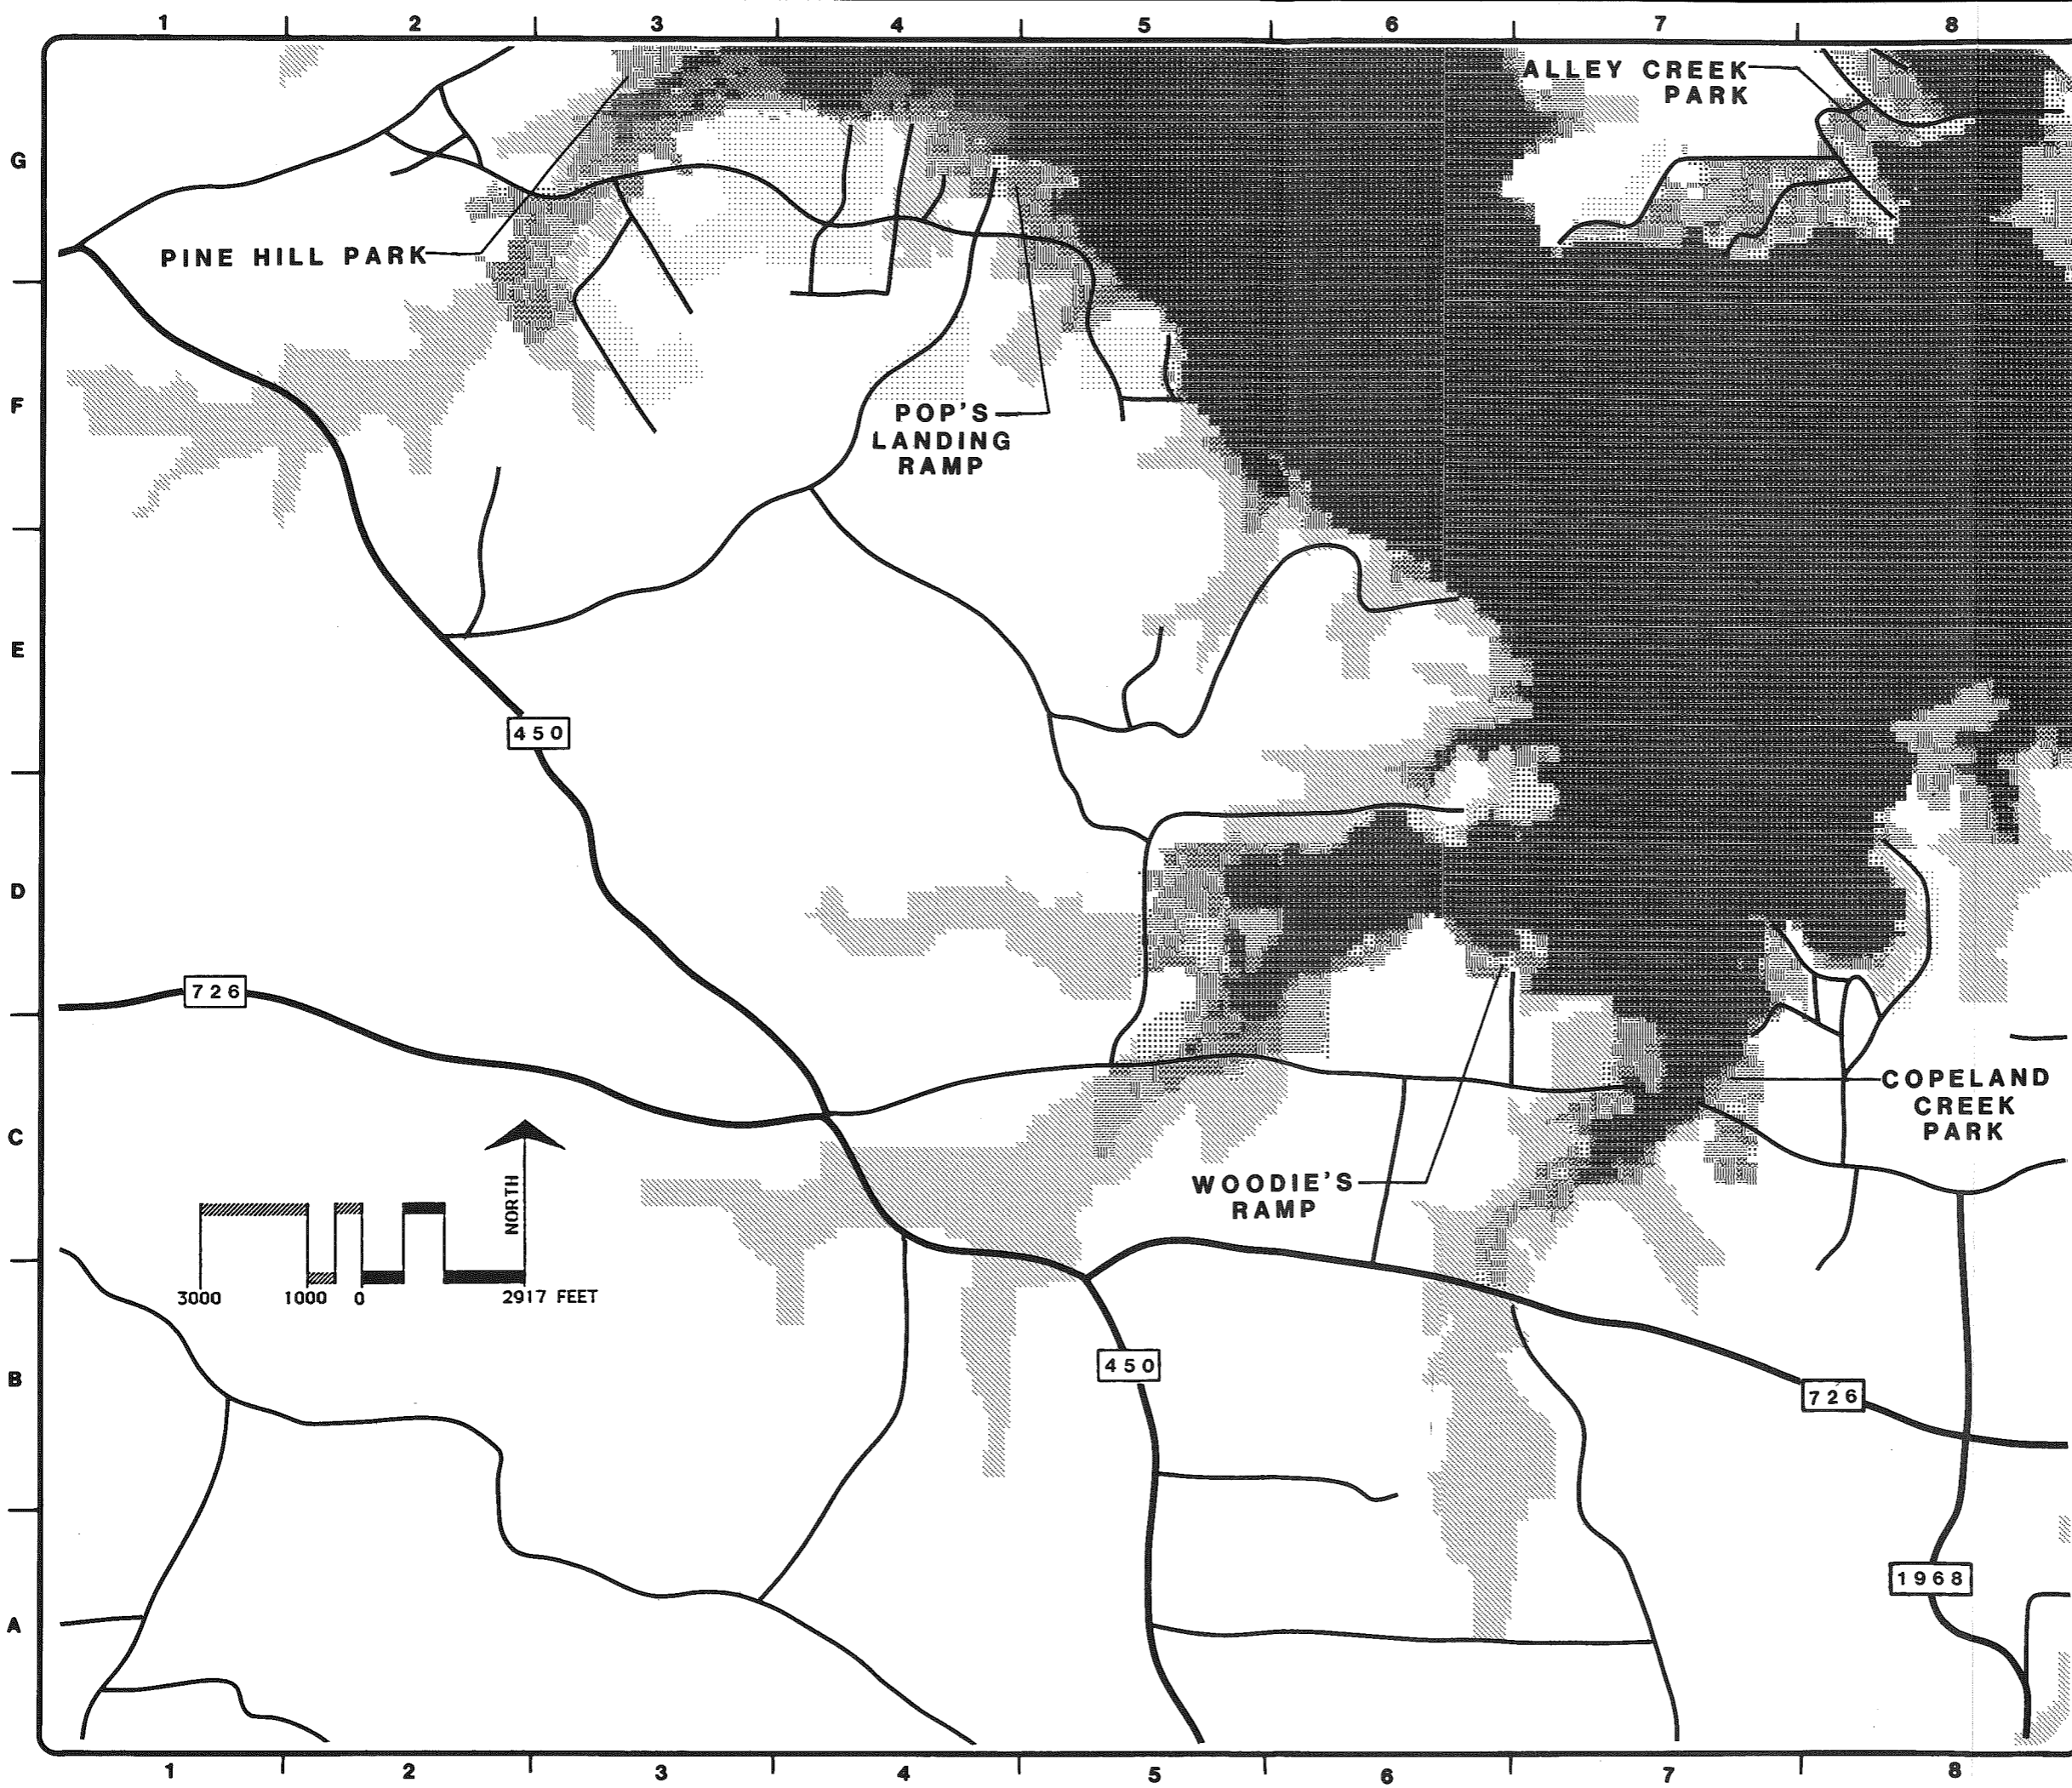 1 2 3 4 5 6 7 8
ALLEY CREEK
PARK
G
PINE HILL PARK
F
POP'S
LANDING
RAMP
E
450
D
726
COPELAND
CREEK
PARK
C
WOODIE'S
RAMP
NORTH
3000 1000 0 2917 FEET
450
B
726
1968
A
1 2 3 4 5 6 7 8